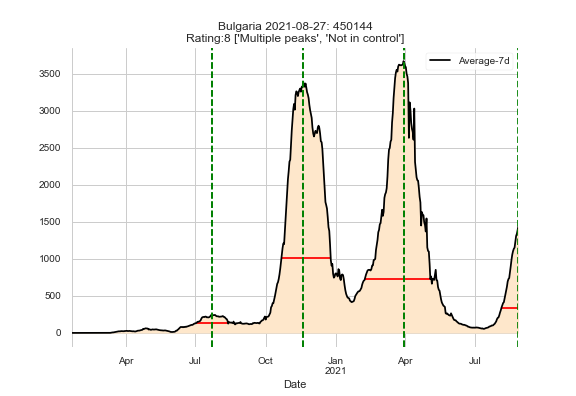 Bulgaria 2021-08-27: 450144
Rating:8 ['Multiple peaks', 'Not in control']
Average-7d
3500
3000
2500
2000
1500
1000
500
0
Apr
Jul
Oct
Jan
2021
Apr
Jul
Date